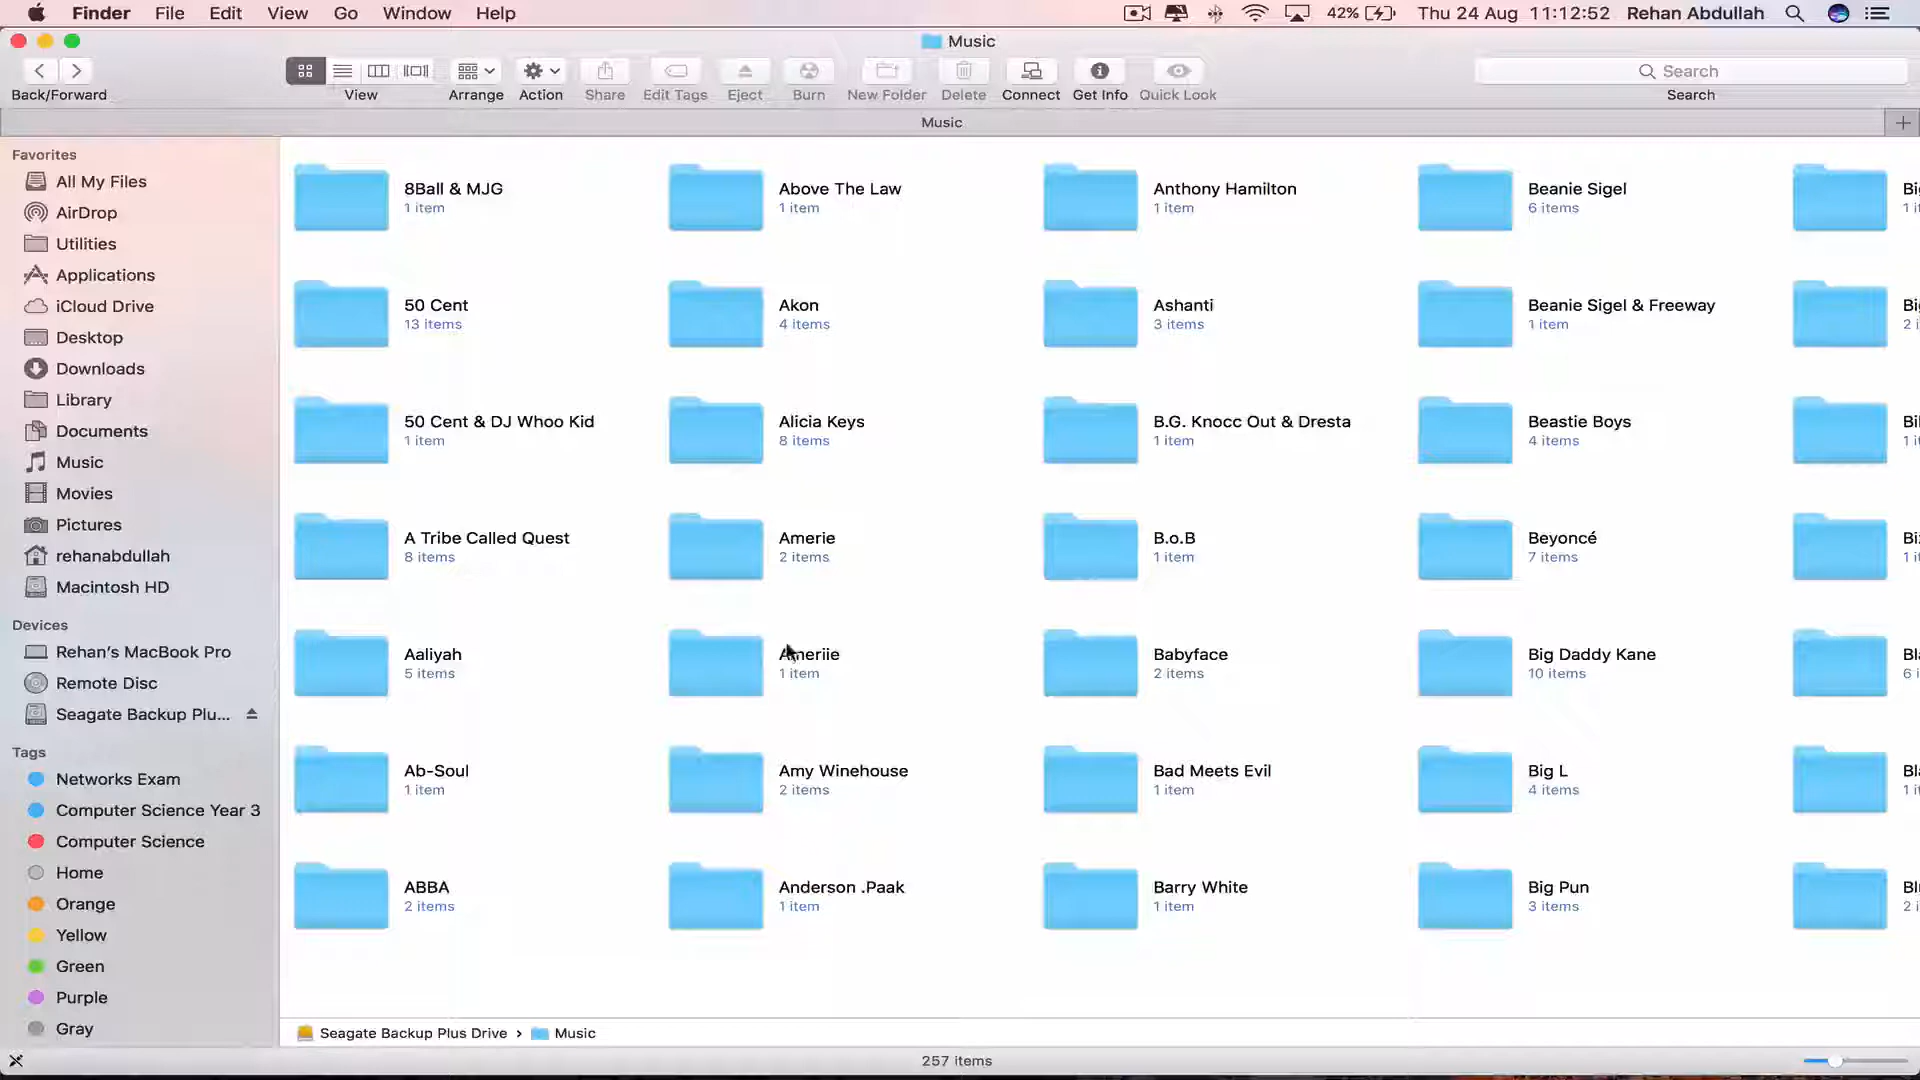 Finder File Edit View Go Window Help 42% Thu 24 Aug 11:12:52 Rehan Abdullah
Music
Search
Back/Forward View Arrange Action Share Edit Tags Eject Burn New Folder Delete Connect Get Info Quick Look Search
Music
Favorites
All My Files
AirDrop
Utilities
Applications
iCloud Drive
Desktop
Downloads
Library
Documents
Music
Movies
Pictures
rehanabdullah
Macintosh HD
Devices
Rehan's MacBook Pro
Remote Disc
Seagate Backup Plu...
Tags
Networks Exam
Computer Science Year 3
Computer Science
Home
Orange
Yellow
Green
Purple
Gray
8Ball & MJG
1 item
50 Cent
13 items
50 Cent & DJ Whoo Kid
1 item
A Tribe Called Quest
8 items
Aaliyah
5 items
Ab-Soul
1 item
ABBA
2 items
Above The Law
1 item
Akon
4 items
Alicia Keys
8 items
Amerie
2 items
Ameriie
1 item
Amy Winehouse
2 items
Anderson .Paak
1 item
Anthony Hamilton
1 item
Ashanti
3 items
B.G. Knocc Out & Dresta
1 item
B.o.B
1 item
Babyface
2 items
Bad Meets Evil
1 item
Barry White
1 item
Beanie Sigel
6 items
Beanie Sigel & Freeway
1 item
Beastie Boys
4 items
Beyoncé
7 items
Big Daddy Kane
10 items
Big L
4 items
Big Pun
3 items
Seagate Backup Plus Drive › Music
257 items